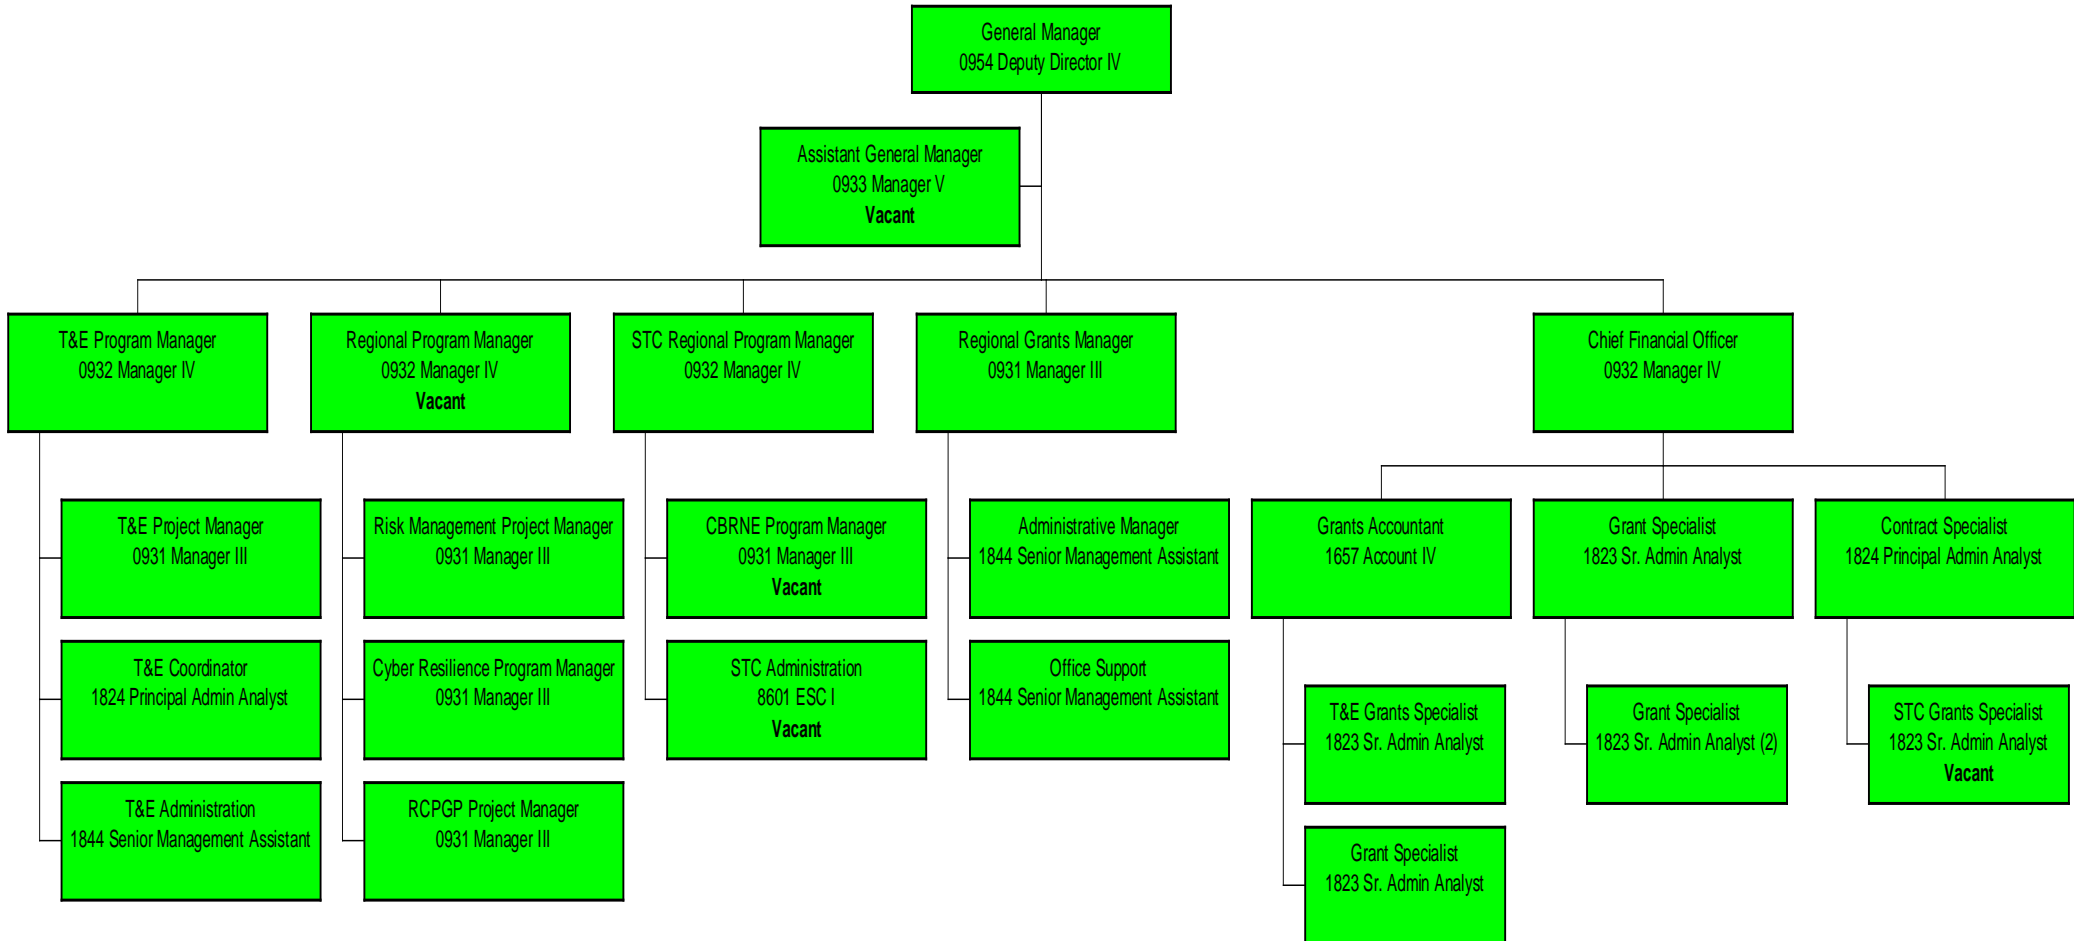 General Manager
0954 Deputy Director IV
Assistant General Manager
0933 Manager V
Vacant
T&E Program Manager
0932 Manager IV
Regional Program Manager
0932 Manager IV
Vacant
STC Regional Program Manager
0932 Manager IV
Regional Grants Manager
0931 Manager III
Chief Financial Officer
0932 Manager IV
T&E Project Manager
0931 Manager III
Risk Management Project Manager
0931 Manager III
CBRNE Program Manager
0931 Manager III
Vacant
Administrative Manager
1844 Senior Management Assistant
Grants Accountant
1657 Account IV
Grant Specialist
1823 Sr. Admin Analyst
Contract Specialist
1824 Principal Admin Analyst
T&E Coordinator
1824 Principal Admin Analyst
Cyber Resilience Program Manager
0931 Manager III
STC Administration
8601 ESC I
Vacant
Office Support
1844 Senior Management Assistant
T&E Grants Specialist
1823 Sr. Admin Analyst
Grant Specialist
1823 Sr. Admin Analyst (2)
STC Grants Specialist
1823 Sr. Admin Analyst
Vacant
T&E Administration
1844 Senior Management Assistant
RCPGP Project Manager
0931 Manager III
Grant Specialist
1823 Sr. Admin Analyst